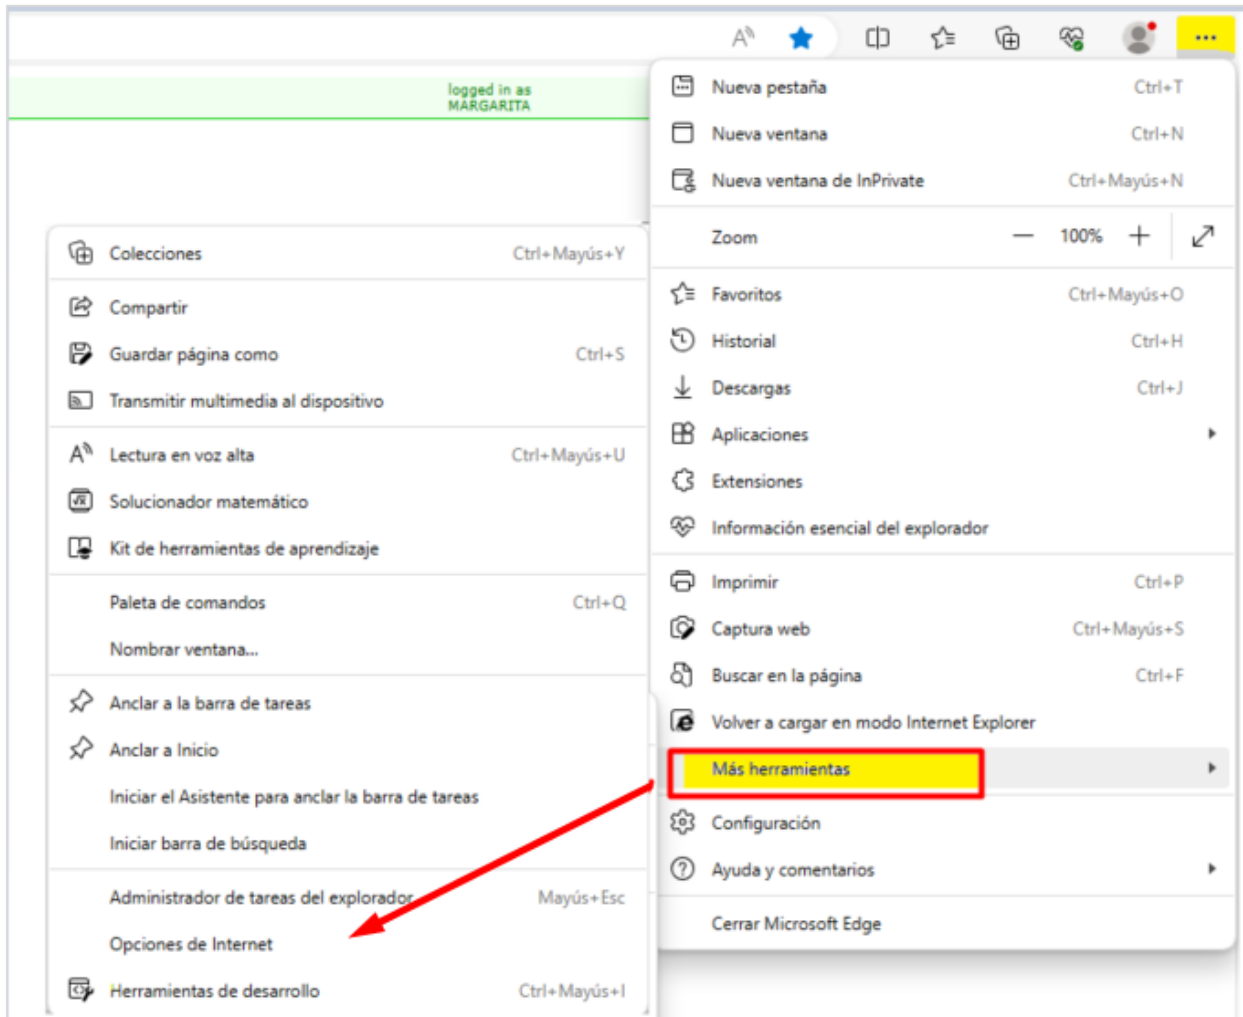 logged in as
MARGARITA
Nueva pestaña Ctrl+T
Nueva ventana Ctrl+N
Nueva ventana de InPrivate Ctrl+Mayús+N
Zoom 100%
Favoritos Ctrl+Mayús+O
Historial Ctrl+H
Descargas Ctrl+J
Aplicaciones
Extensiones
Información esencial del explorador
Imprimir Ctrl+P
Captura web Ctrl+Mayús+S
Buscar en la página Ctrl+F
Volver a cargar en modo Internet Explorer
Más herramientas
Configuración
Ayuda y comentarios
Cerrar Microsoft Edge
Colecciones Ctrl+Mayús+Y
Compartir
Guardar página como Ctrl+S
Transmitir multimedia al dispositivo
Lectura en voz alta Ctrl+Mayús+U
Solucionador matemático
Kit de herramientas de aprendizaje
Paleta de comandos Ctrl+Q
Nombrar ventana...
Anclar a la barra de tareas
Anclar a Inicio
Iniciar el Asistente para anclar la barra de tareas
Iniciar barra de búsqueda
Administrador de tareas del explorador Mayús+Esc
Opciones de Internet
Herramientas de desarrollo Ctrl+Mayús+I